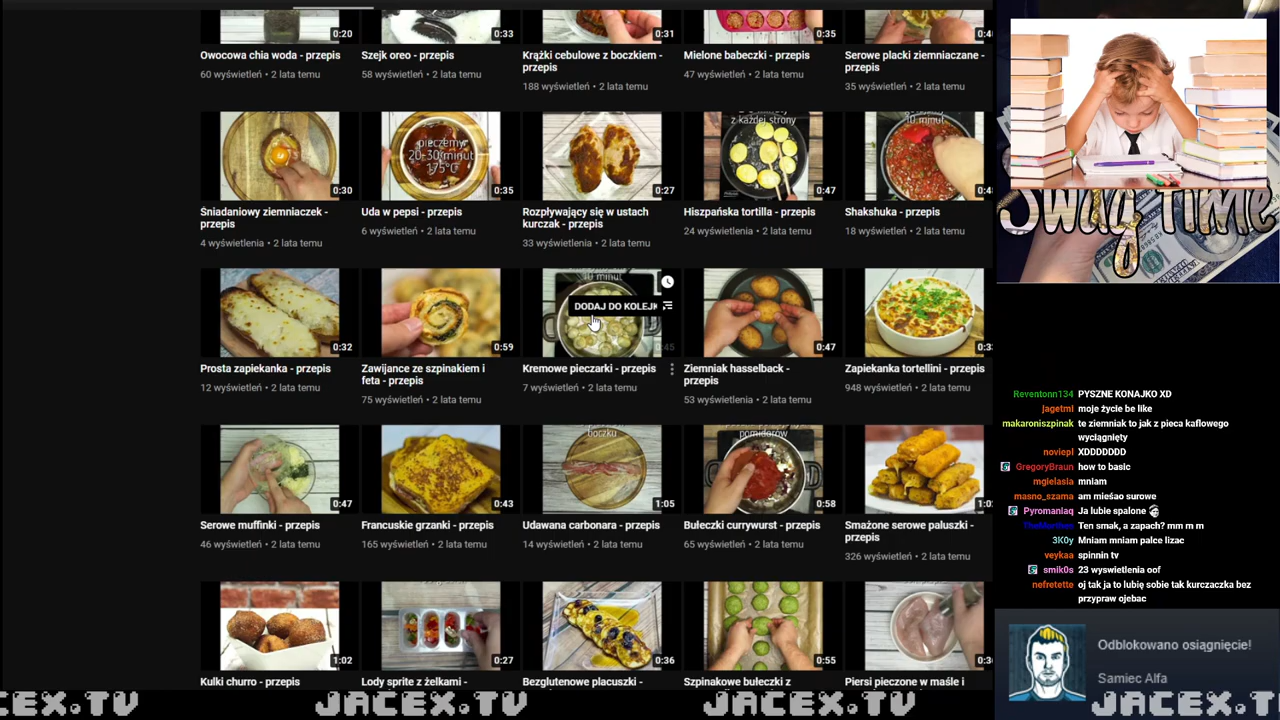 0:20
0:33
0:31
0:35
Owocowa chia woda - przepis
60 wyświetleń • 2 lata temu
Szejk oreo - przepis
58 wyświetleń • 2 lata temu
Krążki cebulowe z boczkiem -
przepis
188 wyświetleń • 2 lata temu
Mielone babeczki - przepis
47 wyświetleń • 2 lata temu
Serowe placki ziemniaczane -
przepis
35 wyświetleń • 2 lata temu
0:30
pieczemy
20-30 minut
175°C
0:35
0:27
z każdej strony
0:47
10 minut
Śniadaniowy ziemniaczek -
przepis
4 wyświetlenia • 2 lata temu
Uda w pepsi - przepis
6 wyświetleń • 2 lata temu
Rozpływający się w ustach
kurczak - przepis
33 wyświetlenia • 2 lata temu
Hiszpańska tortilla - przepis
24 wyświetlenia • 2 lata temu
Shakshuka - przepis
18 wyświetleń • 2 lata temu
0:32
0:59
10 minut
DODAJ DO KOLEJK
0:45
0:47
Prosta zapiekanka - przepis
12 wyświetleń • 2 lata temu
Zawijance ze szpinakiem i
feta - przepis
75 wyświetleń • 2 lata temu
Kremowe pieczarki - przepis
7 wyświetleń • 2 lata temu
Ziemniak hasselback -
przepis
53 wyświetlenia • 2 lata temu
Zapiekanka tortellini - przepis
948 wyświetleń • 2 lata temu
0:47
0:43
boczku
1:05
pomidorów
0:58
Serowe muffinki - przepis
46 wyświetleń • 2 lata temu
Francuskie grzanki - przepis
165 wyświetleń • 2 lata temu
Udawana carbonara - przepis
14 wyświetleń • 2 lata temu
Bułeczki currywurst - przepis
65 wyświetleń • 2 lata temu
Smażone serowe paluszki -
przepis
326 wyświetleń • 2 lata temu
1:02
0:27
0:36
0:55
Kulki churro - przepis
Lody sprite z żelkami -
Bezglutenowe placuszki -
Szpinakowe bułeczki z
Piersi pieczone w maśle i
Swag Time
Reventonn134 PYSZNE KONAJKO XD
jagetml moje życie be like
makaroniszpinak te ziemniak to jak z pieca kaflowego
wyciągnięty
noviepl XDDDDDDD
GregoryBraun how to basic
mgielasia mniam
masno_szama am mieśao surowe
Pyromaniaq Ja lubie spalone
Ten smak, a zapach? mm m m
3K0y Mniam mniam palce lizac
veykaa spinnin tv
smik0s 23 wyswietlenia oof
nefretette oj tak ja to lubię sobie tak kurczaczka bez
przypraw ojebac
Odblokowano osiągnięcie!
Samiec Alfa
CEX.TV JACEX.TV JACEX.TV JACEX.T